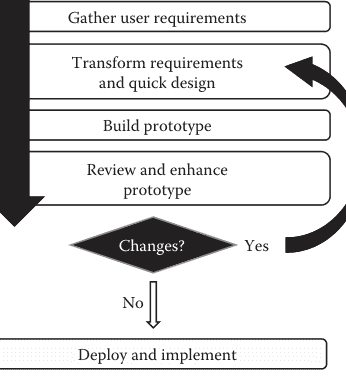 Gather user requirements
Transform requirements
and quick design
Build prototype
Review and enhance
prototype
Changes?
Yes
No
Deploy and implement